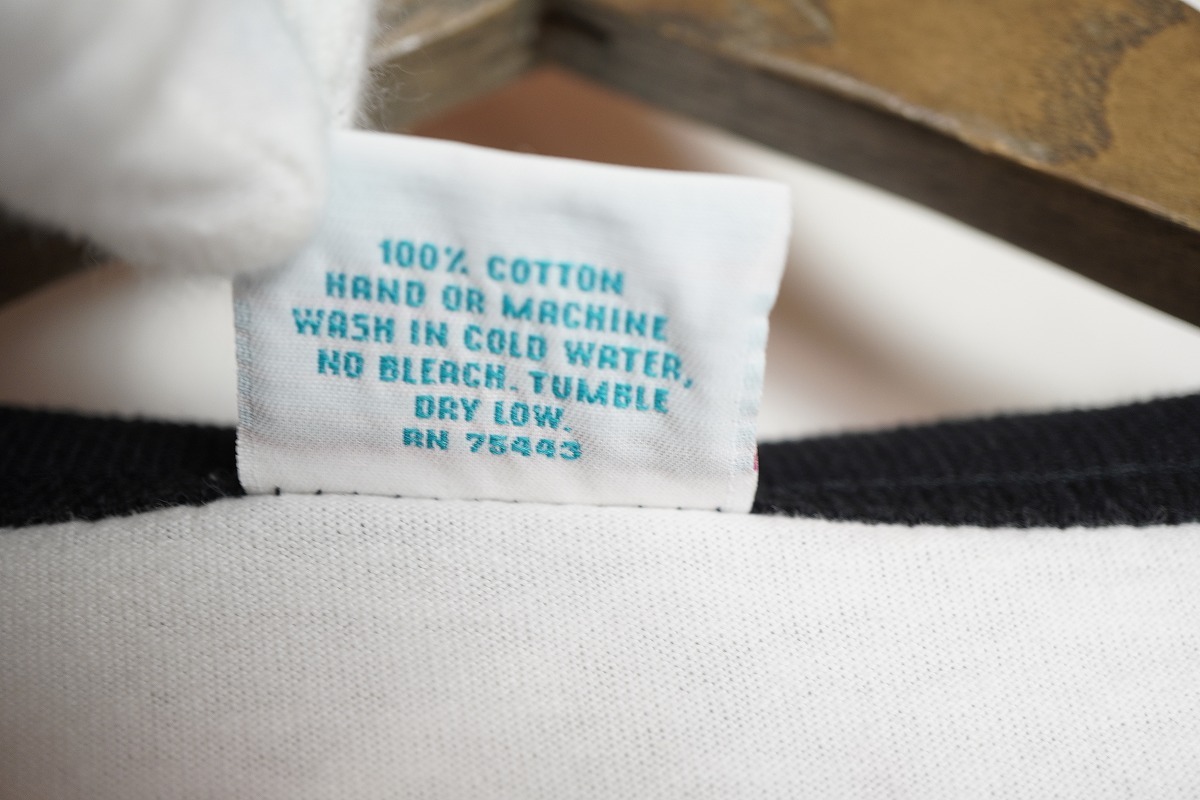 100% COTTON
HAND OR MACHINE
WASH IN COLD WATER,
NO BLEACH. TUMBLE
DRY LOW.
RN 75443